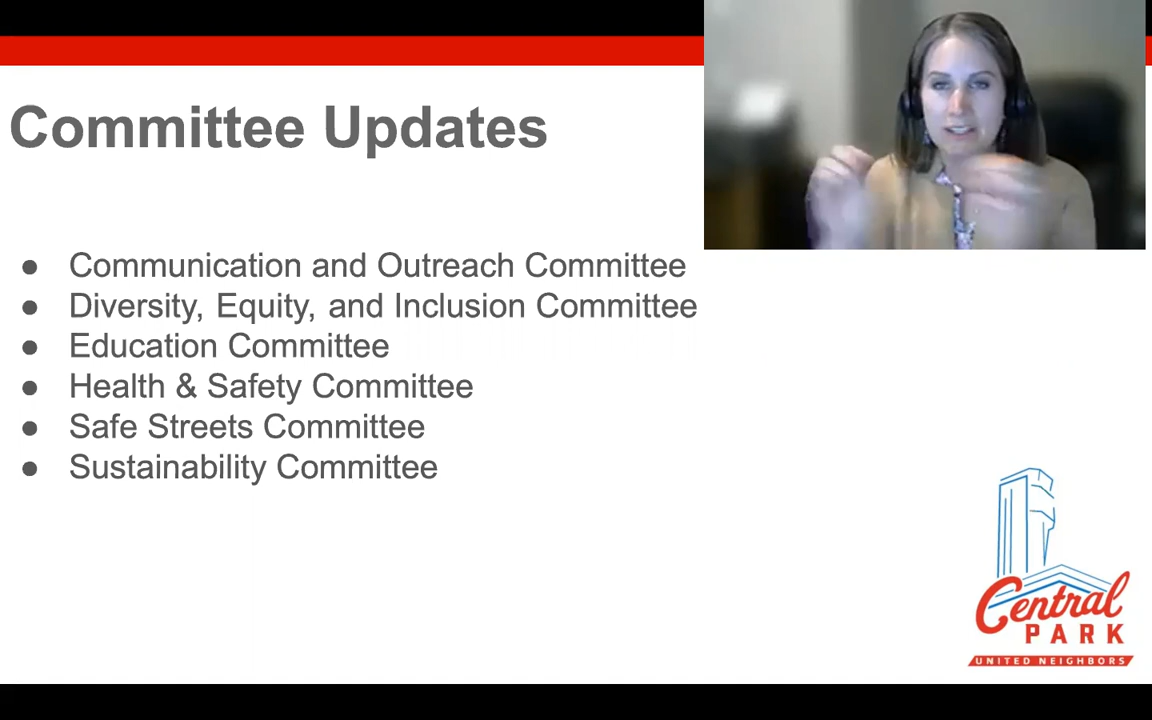 Committee Updates
● Communication and Outreach Committee
● Diversity, Equity, and Inclusion Committee
● Education Committee
● Health & Safety Committee
● Safe Streets Committee
● Sustainability Committee
Central
PARK
UNITED NEIGHBORS